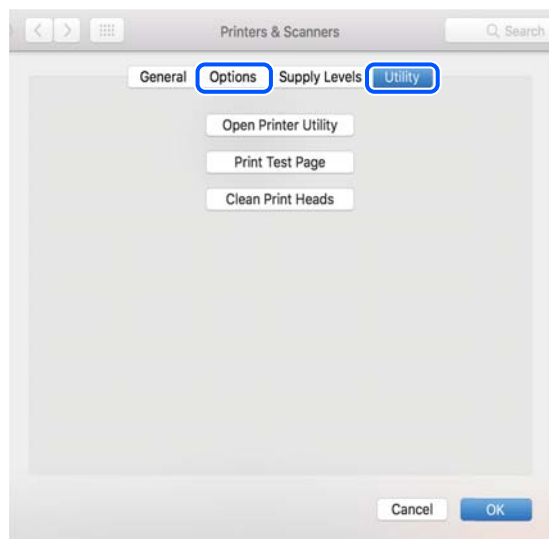 Printers & Scanners Search
General Options Supply Levels Utility
Open Printer Utility
Print Test Page
Clean Print Heads
Cancel OK